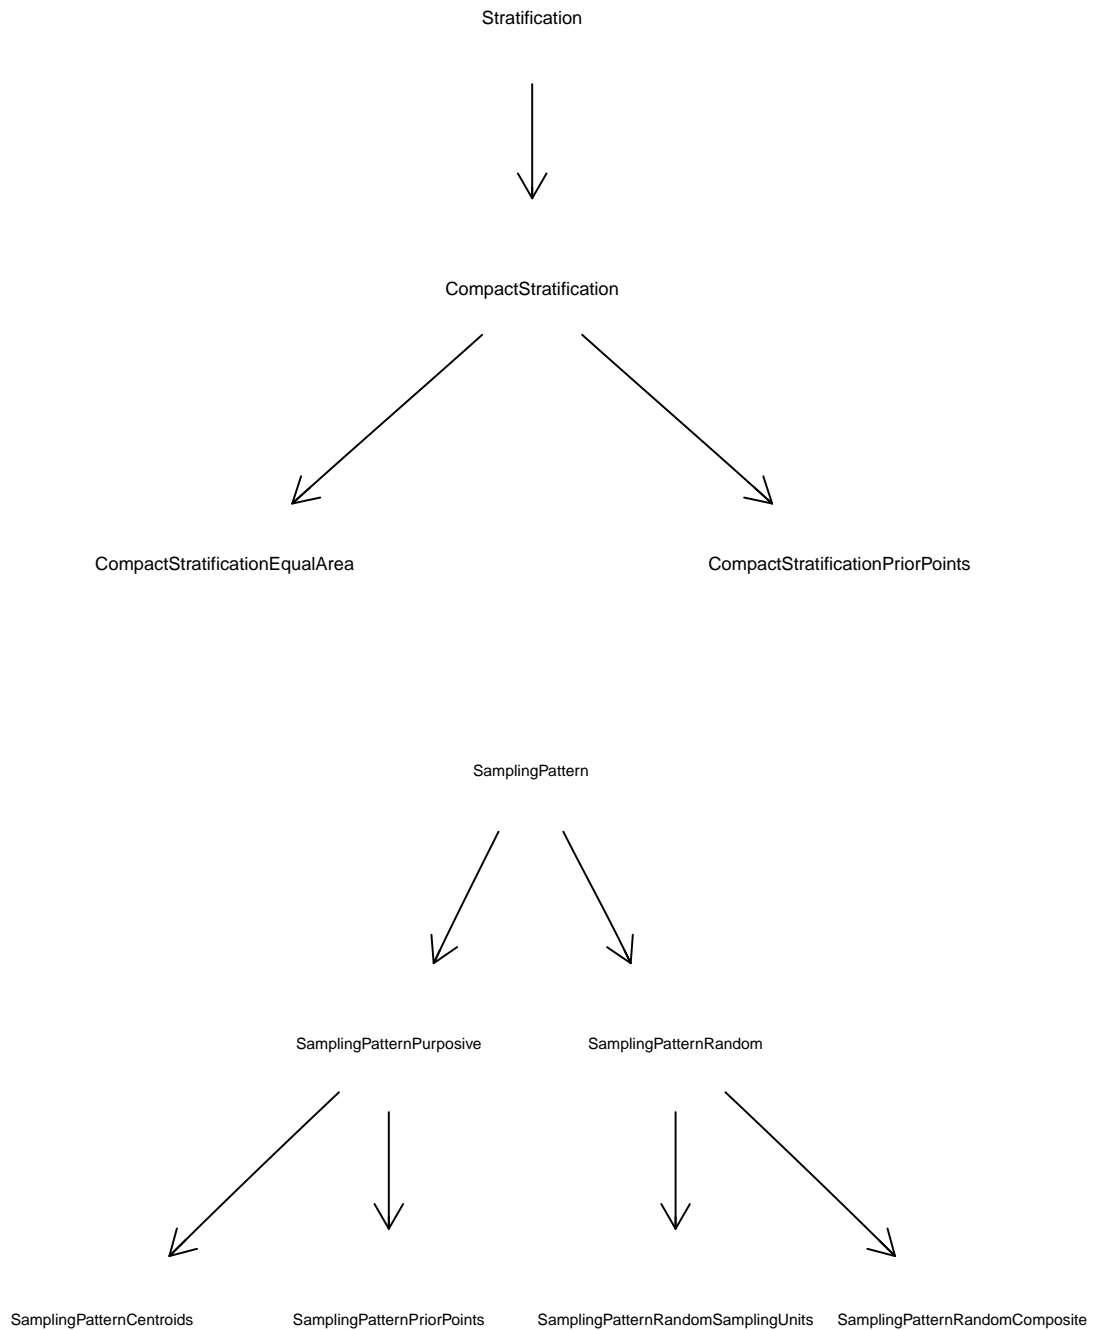 Stratification
CompactStratification
CompactStratificationEqualArea
CompactStratificationPriorPoints
SamplingPattern
SamplingPatternPurposive
SamplingPatternRandom
SamplingPatternCentroids
SamplingPatternPriorPoints
SamplingPatternRandomSamplingUnits
SamplingPatternRandomComposite